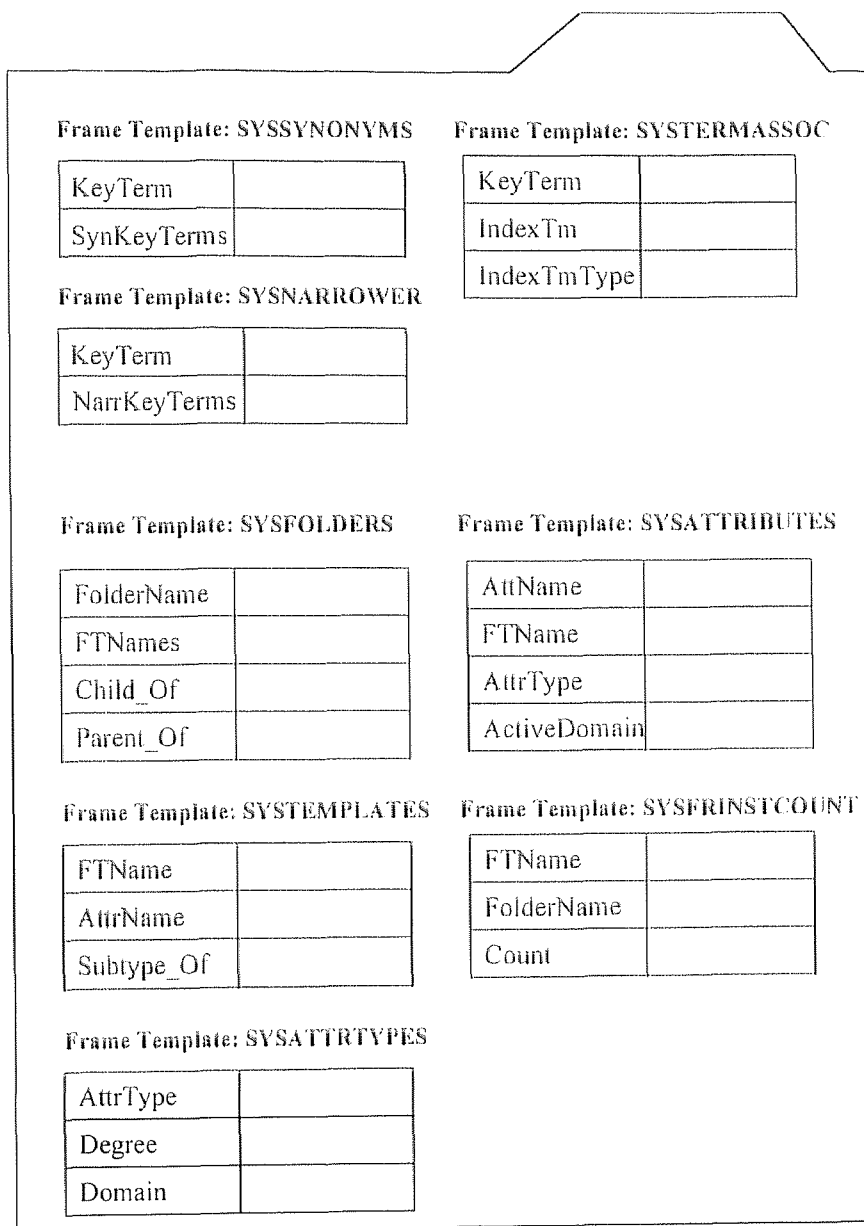 Frame Template: SYSSYNONYMS
KeyTerm
SynKeyTerms
Frame Template: SYSTERMASSOC
KeyTerm
IndexTm
IndexTmType
Frame Template: SYSNARROWER
KeyTerm
NarrKeyTerms
Frame Template: SYSFOLDERS
FolderName
FTNames
Child_Of
Parent_Of
Frame Template: SYSATTRIBUTES
AttName
FTName
AttrType
ActiveDomain
Frame Template: SYSTEMPLATES
FTName
AttrName
Subtype_Of
Frame Template: SYSFRINSTCOUNT
FTName
FolderName
Count
Frame Template: SYSATTRTYPES
AttrType
Degree
Domain